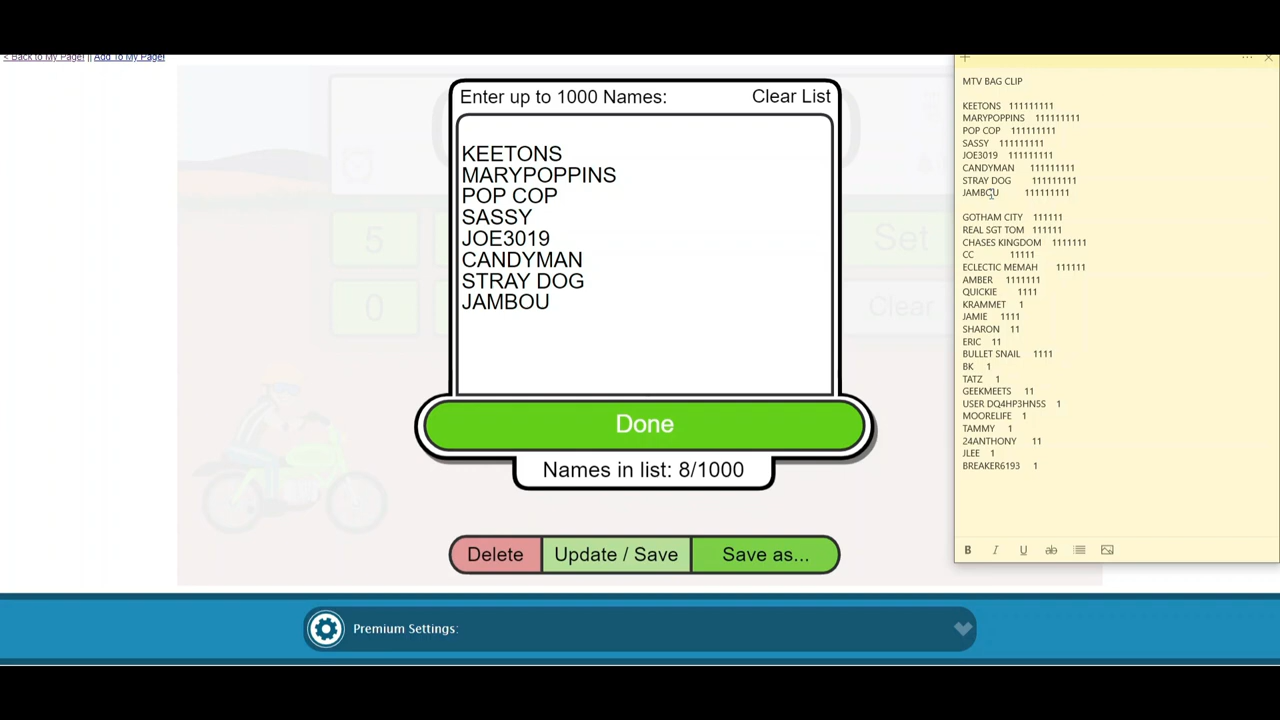 < Back to My Page! || Add To My Page!
Enter up to 1000 Names: Clear List
KEETONS
MARYPOPPINS
POP COP
SASSY
JOE3019
CANDYMAN
STRAY DOG
JAMBOU
Done
Names in list: 8/1000
Delete Update / Save Save as...
5 Set
0 Clear
Premium Settings:
MTV BAG CLIP
KEETONS 111111111
MARYPOPPINS 111111111
POP COP 111111111
SASSY 111111111
JOE3019 111111111
CANDYMAN 111111111
STRAY DOG 111111111
JAMBOU 111111111
GOTHAM CITY 111111
REAL SGT TOM 111111
CHASES KINGDOM 1111111
CC 11111
ECLECTIC MEMAH 111111
AMBER 1111111
QUICKIE 1111
KRAMMET 1
JAMIE 1111
SHARON 11
ERIC 11
BULLET SNAIL 1111
BK 1
TATZ 1
GEEKMEETS 11
USER DQ4HP3HNSS 1
MOORELIFE 1
TAMMY 1
24ANTHONY 11
JLEE 1
BREAKER6193 1
B I U ab